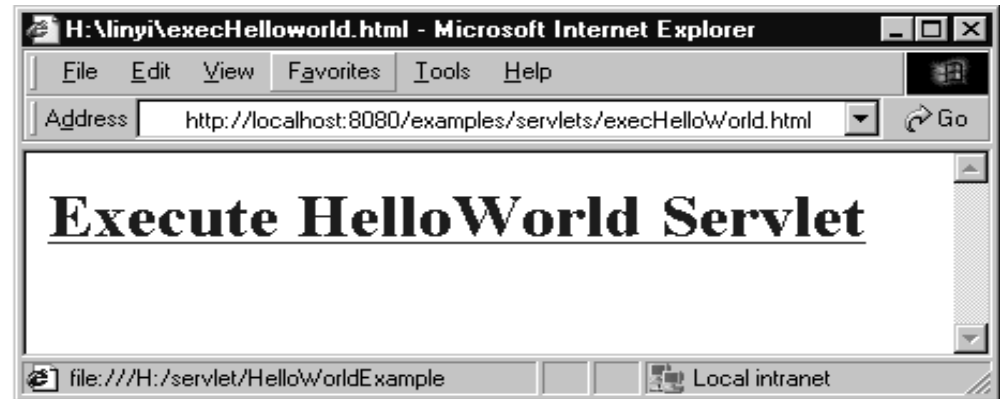 H:\linyi\execHelloworld.html - Microsoft Internet Explorer
File Edit View Favorites Tools Help
Address http://localhost:8080/examples/servlets/execHelloWorld.html Go
Execute HelloWorld Servlet
file:///H:/servlet/HelloWorldExample Local intranet